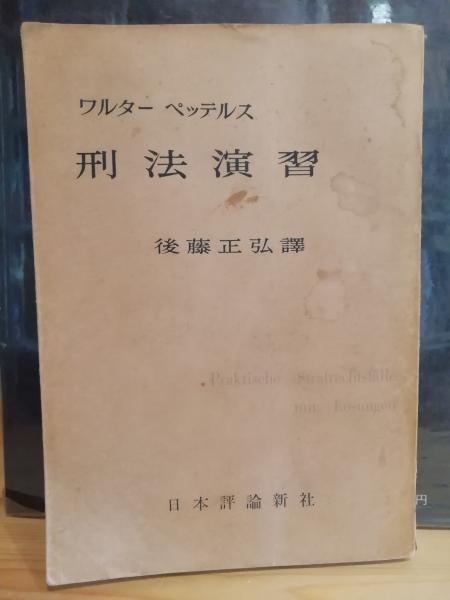 ワルター ペッテルス
刑法演習
後藤正弘譯
Praktische Strafrechtsfälle
mit Lösungen
日本評論新社
円